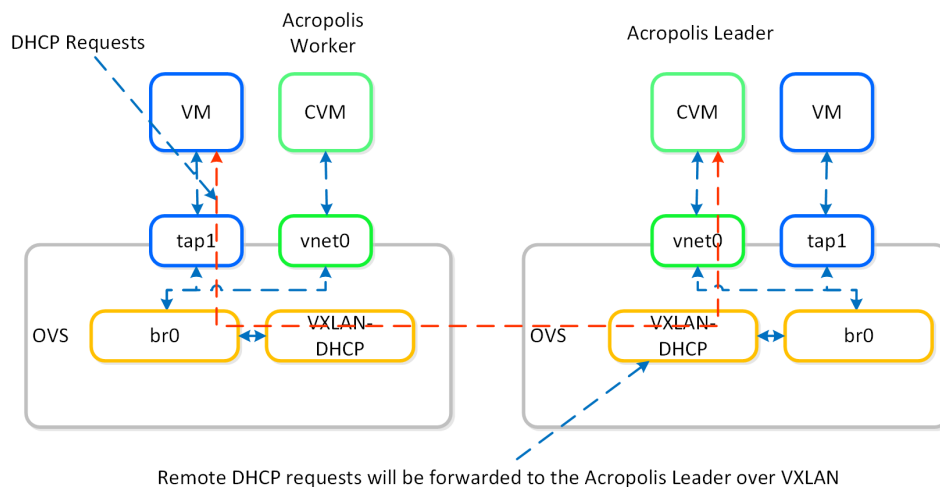 Acropolis
Worker
Acropolis Leader
DHCP Requests
VM
CVM
CVM
VM
tap1
vnet0
vnet0
tap1
OVS
br0
VXLAN-
DHCP
OVS
VXLAN-
DHCP
br0
Remote DHCP requests will be forwarded to the Acropolis Leader over VXLAN